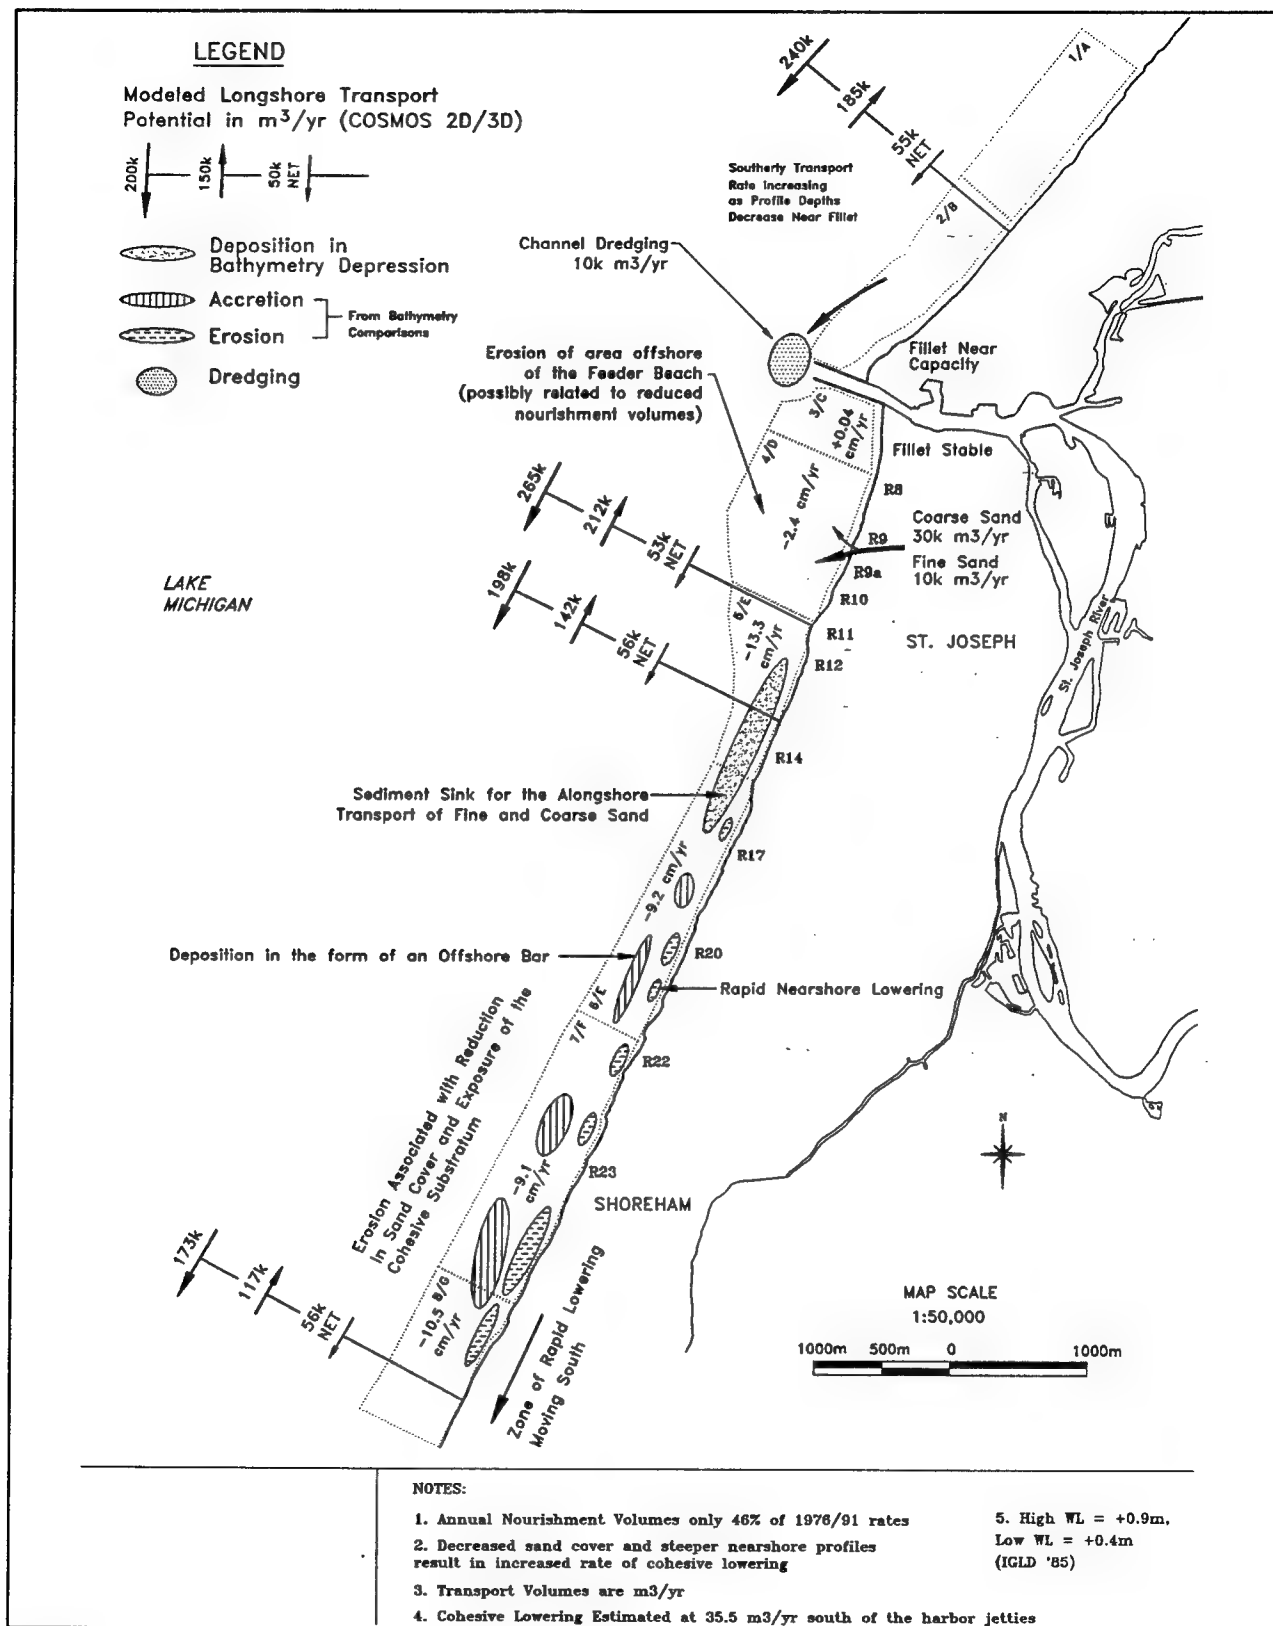 LEGEND
Modeled Longshore Transport
Potential in m³/yr (COSMOS 2D/3D)
200k
150k
50k
NET
Deposition in
Bathymetry Depression
Accretion
Erosion
From Bathymetry
Comparisons
Dredging
240k
185k
55k
NET
1/A
Southerly Transport
Rate Increasing
as Profile Depths
Decrease Near Fillet
2/B
Channel Dredging
10k m3/yr
Erosion of area offshore
of the Feeder Beach
(possibly related to reduced
nourishment volumes)
Fillet Near
Capacity
3/C
+0.04
cm/yr
Fillet Stable
4/D
-2.4 cm/yr
R8
265k
212k
53k
NET
Coarse Sand
30k m3/yr
R9
Fine Sand
10k m3/yr
R9a
R10
LAKE
MICHIGAN
198k
142k
56k
NET
5/E
-13.3
cm/yr
R11
R12
ST. JOSEPH
St. Joseph River
R14
Sediment Sink for the Alongshore
Transport of Fine and Coarse Sand
R17
-9.2 cm/yr
Deposition in the form of an Offshore Bar
R20
Rapid Nearshore Lowering
6/E
7/F
R22
Erosion Associated with Reduction
in Sand Cover and Exposure of the
Cohesive Substratum
N
-9.1
cm/yr
R23
SHOREHAM
173k
117k
56k
NET
8/G
-10.5
cm/yr
Zone of Rapid Lowering
Moving South
MAP SCALE
1:50,000
1000m 500m 0 1000m
NOTES:
1. Annual Nourishment Volumes only 46% of 1976/91 rates
2. Decreased sand cover and steeper nearshore profiles
result in increased rate of cohesive lowering
3. Transport Volumes are m3/yr
4. Cohesive Lowering Estimated at 35.5 m3/yr south of the harbor jetties
5. High WL = +0.9m,
Low WL = +0.4m
(IGLD '85)